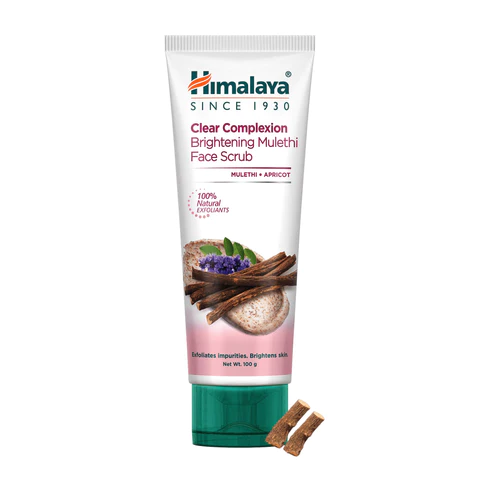 Himalaya®
SINCE 1930
Clear Complexion
Brightening Mulethi
Face Scrub
MULETHI • APRICOT
100%
Natural
EXFOLIANTS
Exfoliates impurities. Brightens skin.
Net Wt. 100 g